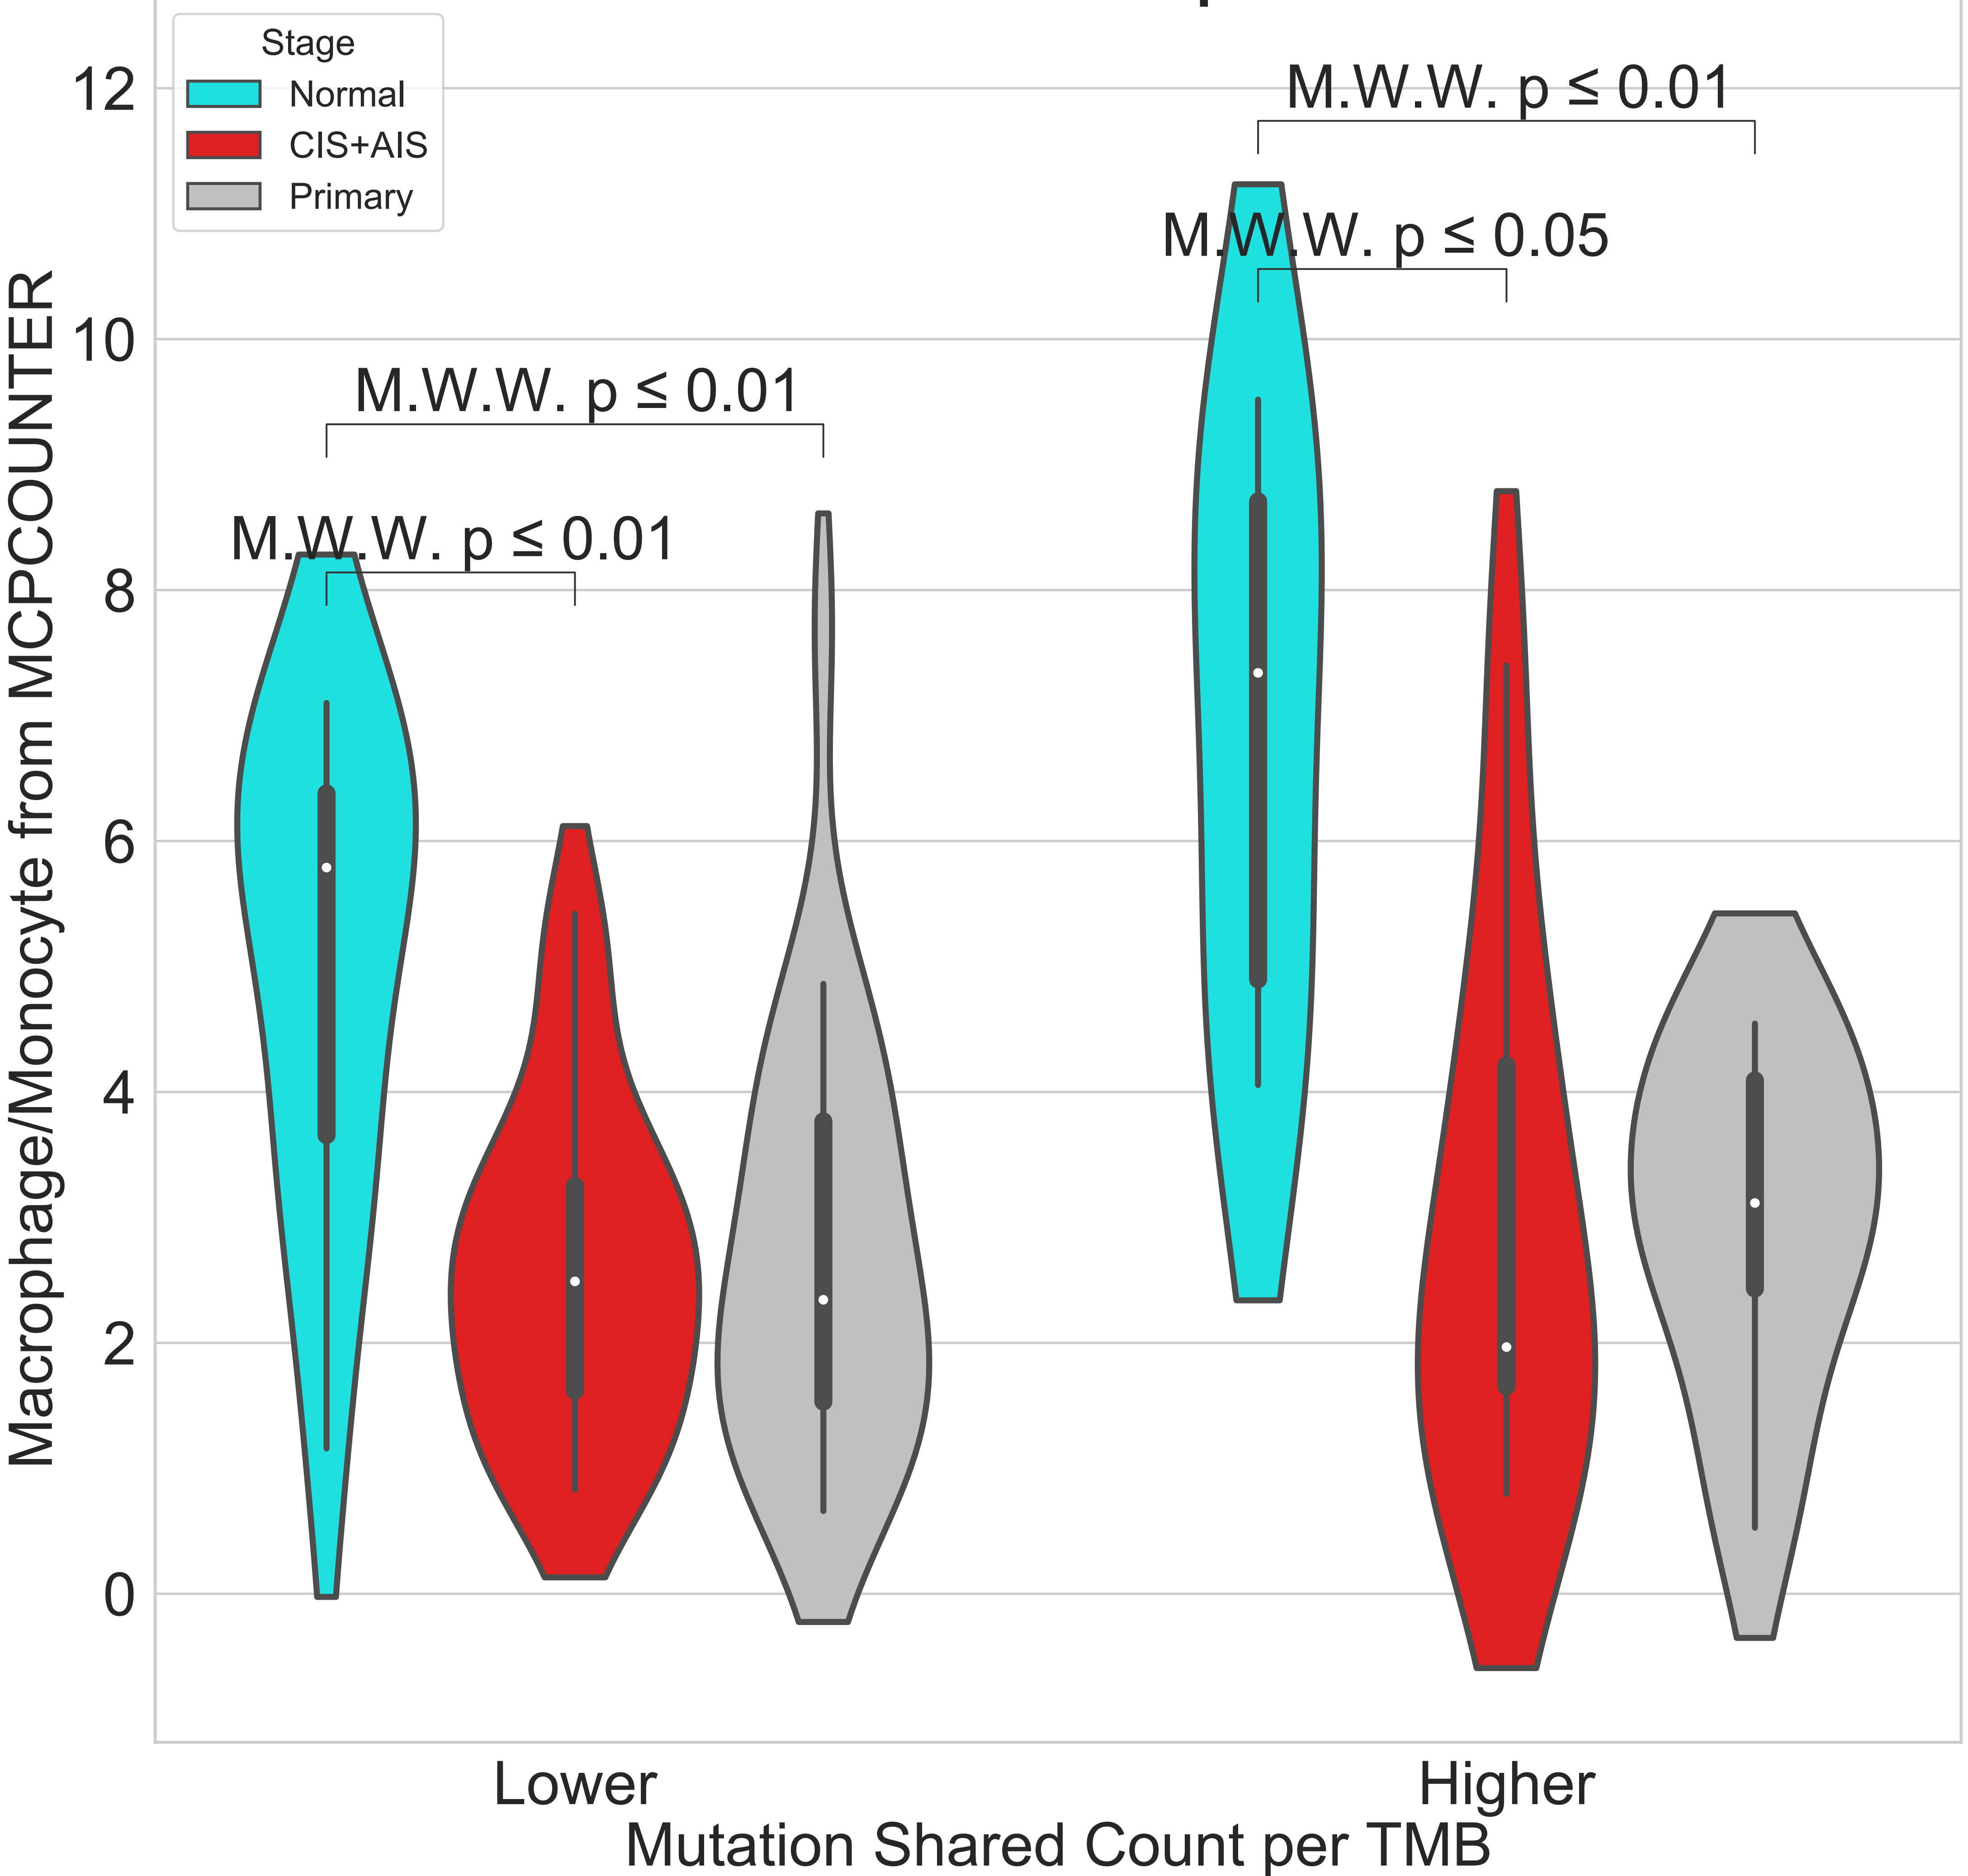 Stage
Normal
CIS+AIS
Primary
M.W.W. p ≤ 0.01
M.W.W. p ≤ 0.05
M.W.W. p ≤ 0.01
M.W.W. p ≤ 0.01
12
10
8
6
4
2
0
Macrophage/Monocyte from MCPCOUNTER
Lower
Higher
Mutation Shared Count per TMB